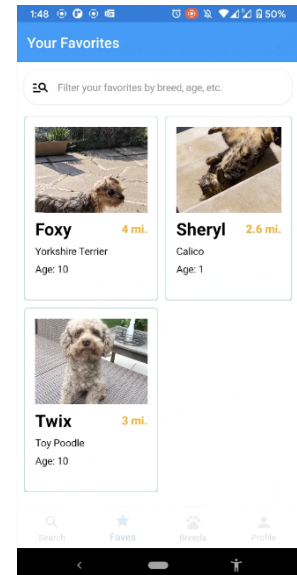 1:48 50%
Your Favorites
Filter your favorites by breed, age, etc.
Foxy 4 mi.
Yorkshire Terrier
Age: 10
Sheryl 2.6 mi.
Calico
Age: 1
Twix 3 mi.
Toy Poodle
Age: 10
Search Faves Breeds Profile